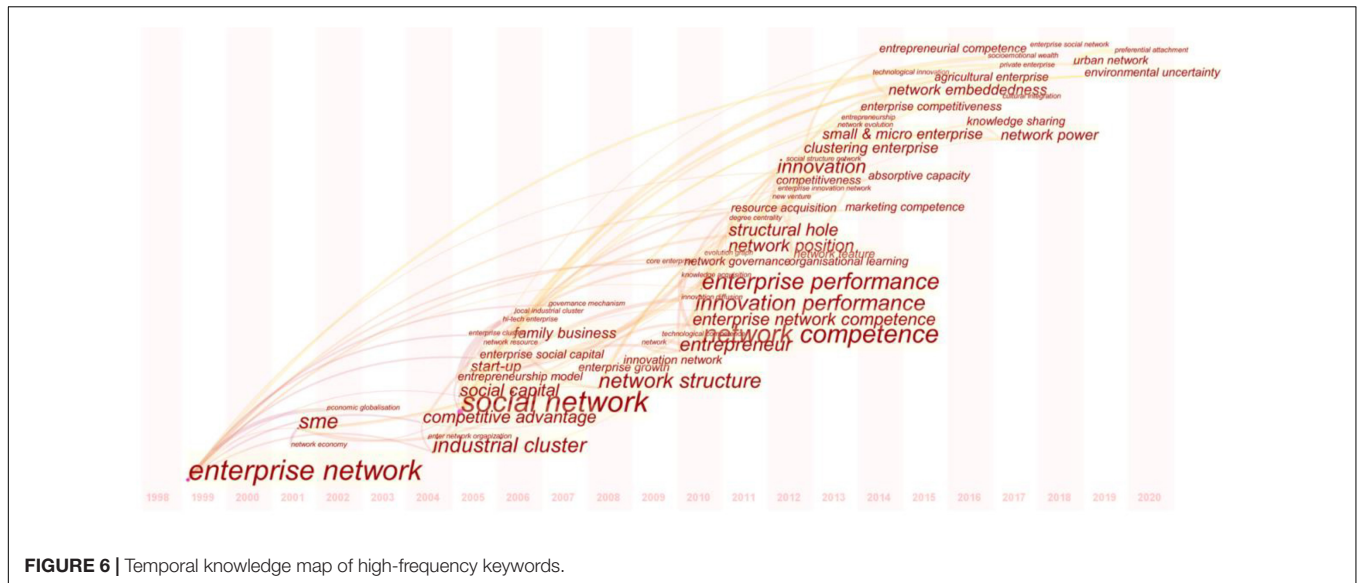 entrepreneurial competence
enterprise social network
preferential attachment
socioemotional wealth
urban network
private enterprise
technological innovation
environmental uncertainty
agricultural enterprise
network embeddedness
cultural integration
enterprise competitiveness
entrepreneurship
knowledge sharing
network evolution
small & micro enterprise
network power
clustering enterprise
social structure network
innovation
absorptive capacity
competitiveness
enterprise innovation network
new venture
resource acquisition
marketing competence
degree centrality
structural hole
network position
evolution graph
network feature
core enterprise
network governance
organisational learning
knowledge acquisition
enterprise performance
innovation diffusion
innovation performance
governance mechanism
local industrial cluster
hi-tech enterprise
enterprise network competence
enterprise cluster
family business
technological
network competence
network resource
network
entrepreneur
enterprise social capital
innovation network
start-up
enterprise growth
entrepreneurship model
network structure
social capital
social network
economic globalisation
competitive advantage
sme
enter network organization
network economy
industrial cluster
enterprise network
1998 1999 2000 2001 2002 2003 2004 2005 2006 2007 2008 2009 2010 2011 2012 2013 2014 2015 2016 2017 2018 2019 2020
FIGURE 6 | Temporal knowledge map of high-frequency keywords.